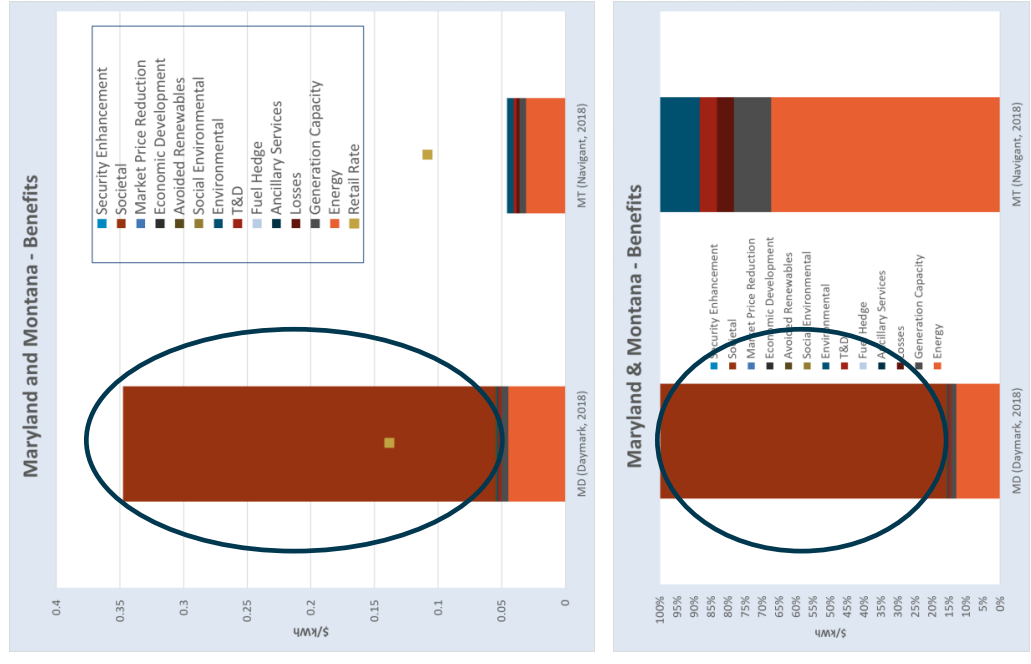 Maryland and Montana - Benefits
0.4
0.35
0.3
0.25
0.2
0.15
0.1
0.05
0
$/kWh
Security Enhancement
Societal
Market Price Reduction
Economic Development
Avoided Renewables
Social Environmental
Environmental
T&D
Fuel Hedge
Ancillary Services
Losses
Generation Capacity
Energy
Retail Rate
MD (Daymark, 2018)
MT (Navigant, 2018)
Maryland & Montana - Benefits
100%
95%
90%
85%
80%
75%
70%
65%
60%
55%
50%
45%
40%
35%
30%
25%
20%
15%
10%
5%
0%
$/kWh
Security Enhancement
Societal
Market Price Reduction
Economic Development
Avoided Renewables
Social Environmental
Environmental
T&D
Fuel Hedge
Ancillary Services
Losses
Generation Capacity
Energy
MD (Daymark, 2018)
MT (Navigant, 2018)